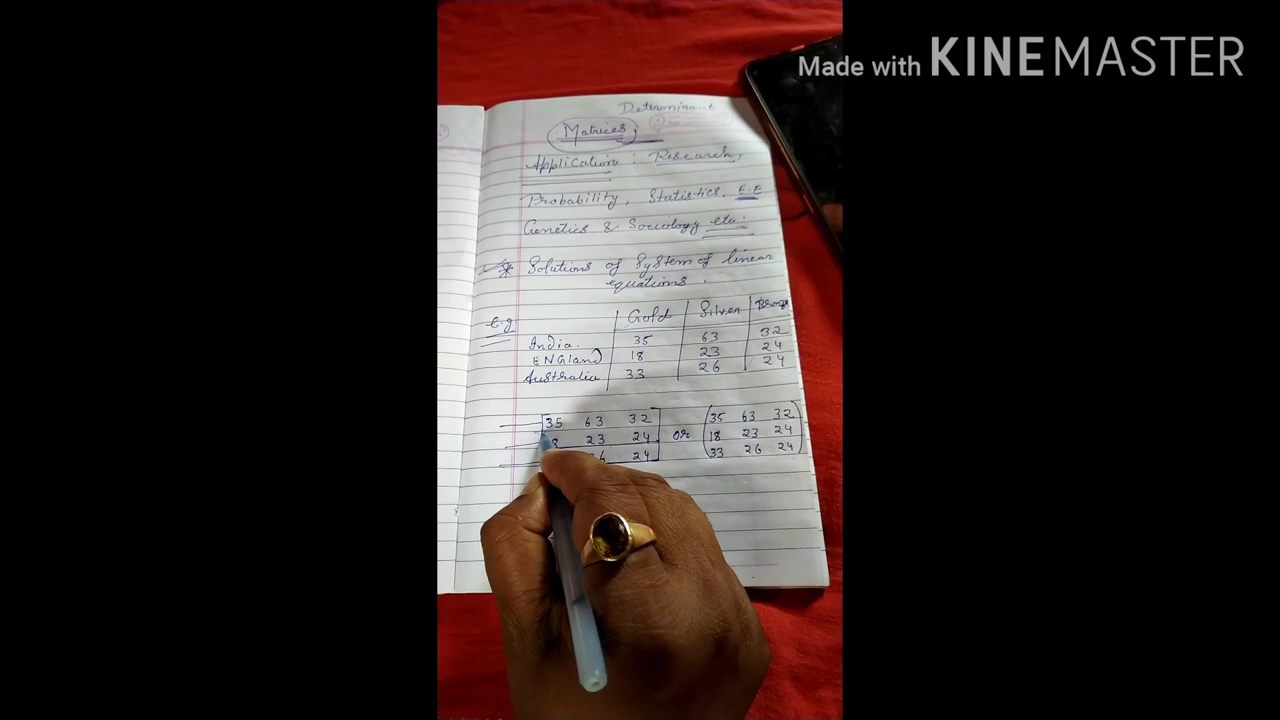 Made with KINEMASTER
Determinant
Matrices:
Application : Research,
Probability, Statistics, E.E
Genetics & Sociology etc.
* Solutions of System of linear
equations.
e.g. Gold Silver
India. 35 63 32
ENGland 18 23 24
Australia 33 26 24
35 63 32 or 35 63 32
8 23 24 18 23 24
6 24 33 26 24